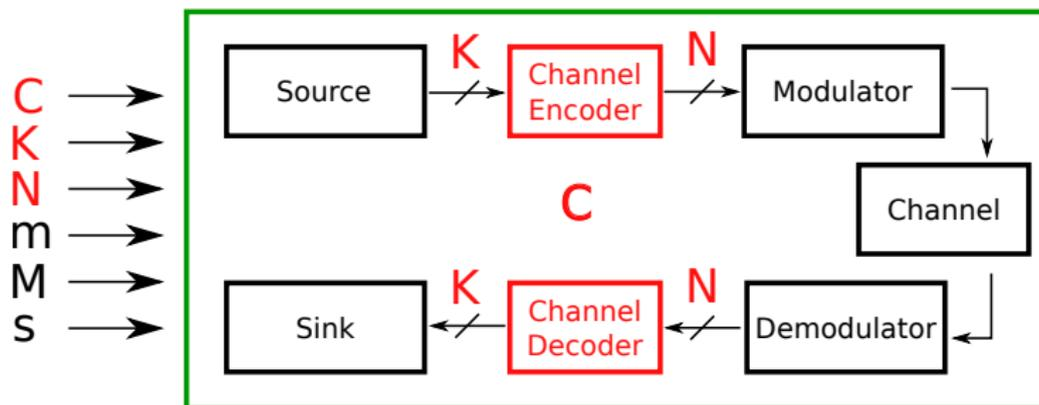 C
K
N
m
M
s
Source
K
Channel
Encoder
N
Modulator
Channel
C
Sink
K
Channel
Decoder
N
Demodulator